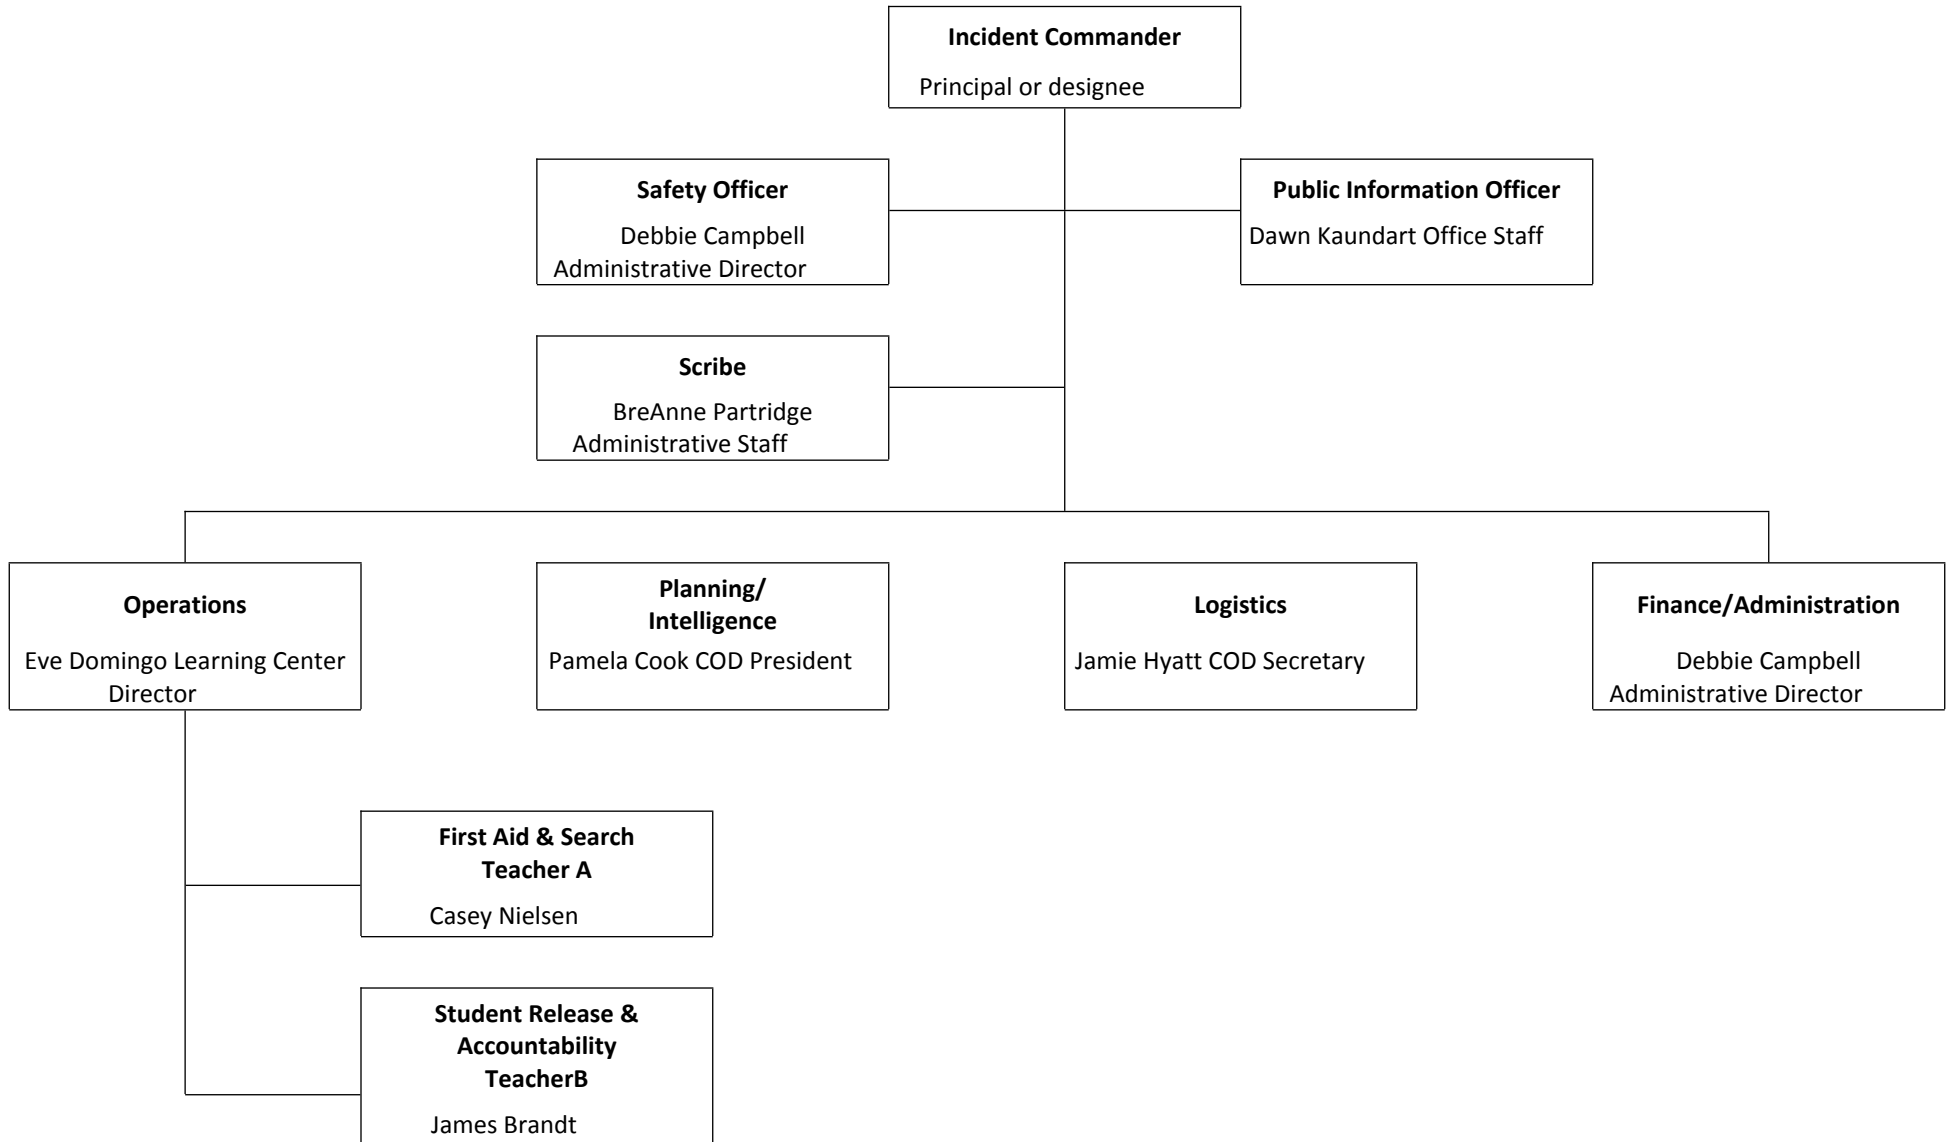 Incident Commander
Principal or designee
Safety Officer
Debbie Campbell
Administrative Director
Public Information Officer
Dawn Kaundart Office Staff
Scribe
BreAnne Partridge
Administrative Staff
Operations
Eve Domingo Learning Center
Director
Planning/
Intelligence
Pamela Cook COD President
Logistics
Jamie Hyatt COD Secretary
Finance/Administration
Debbie Campbell
Administrative Director
First Aid & Search
Teacher A
Casey Nielsen
Student Release &
Accountability
TeacherB
James Brandt